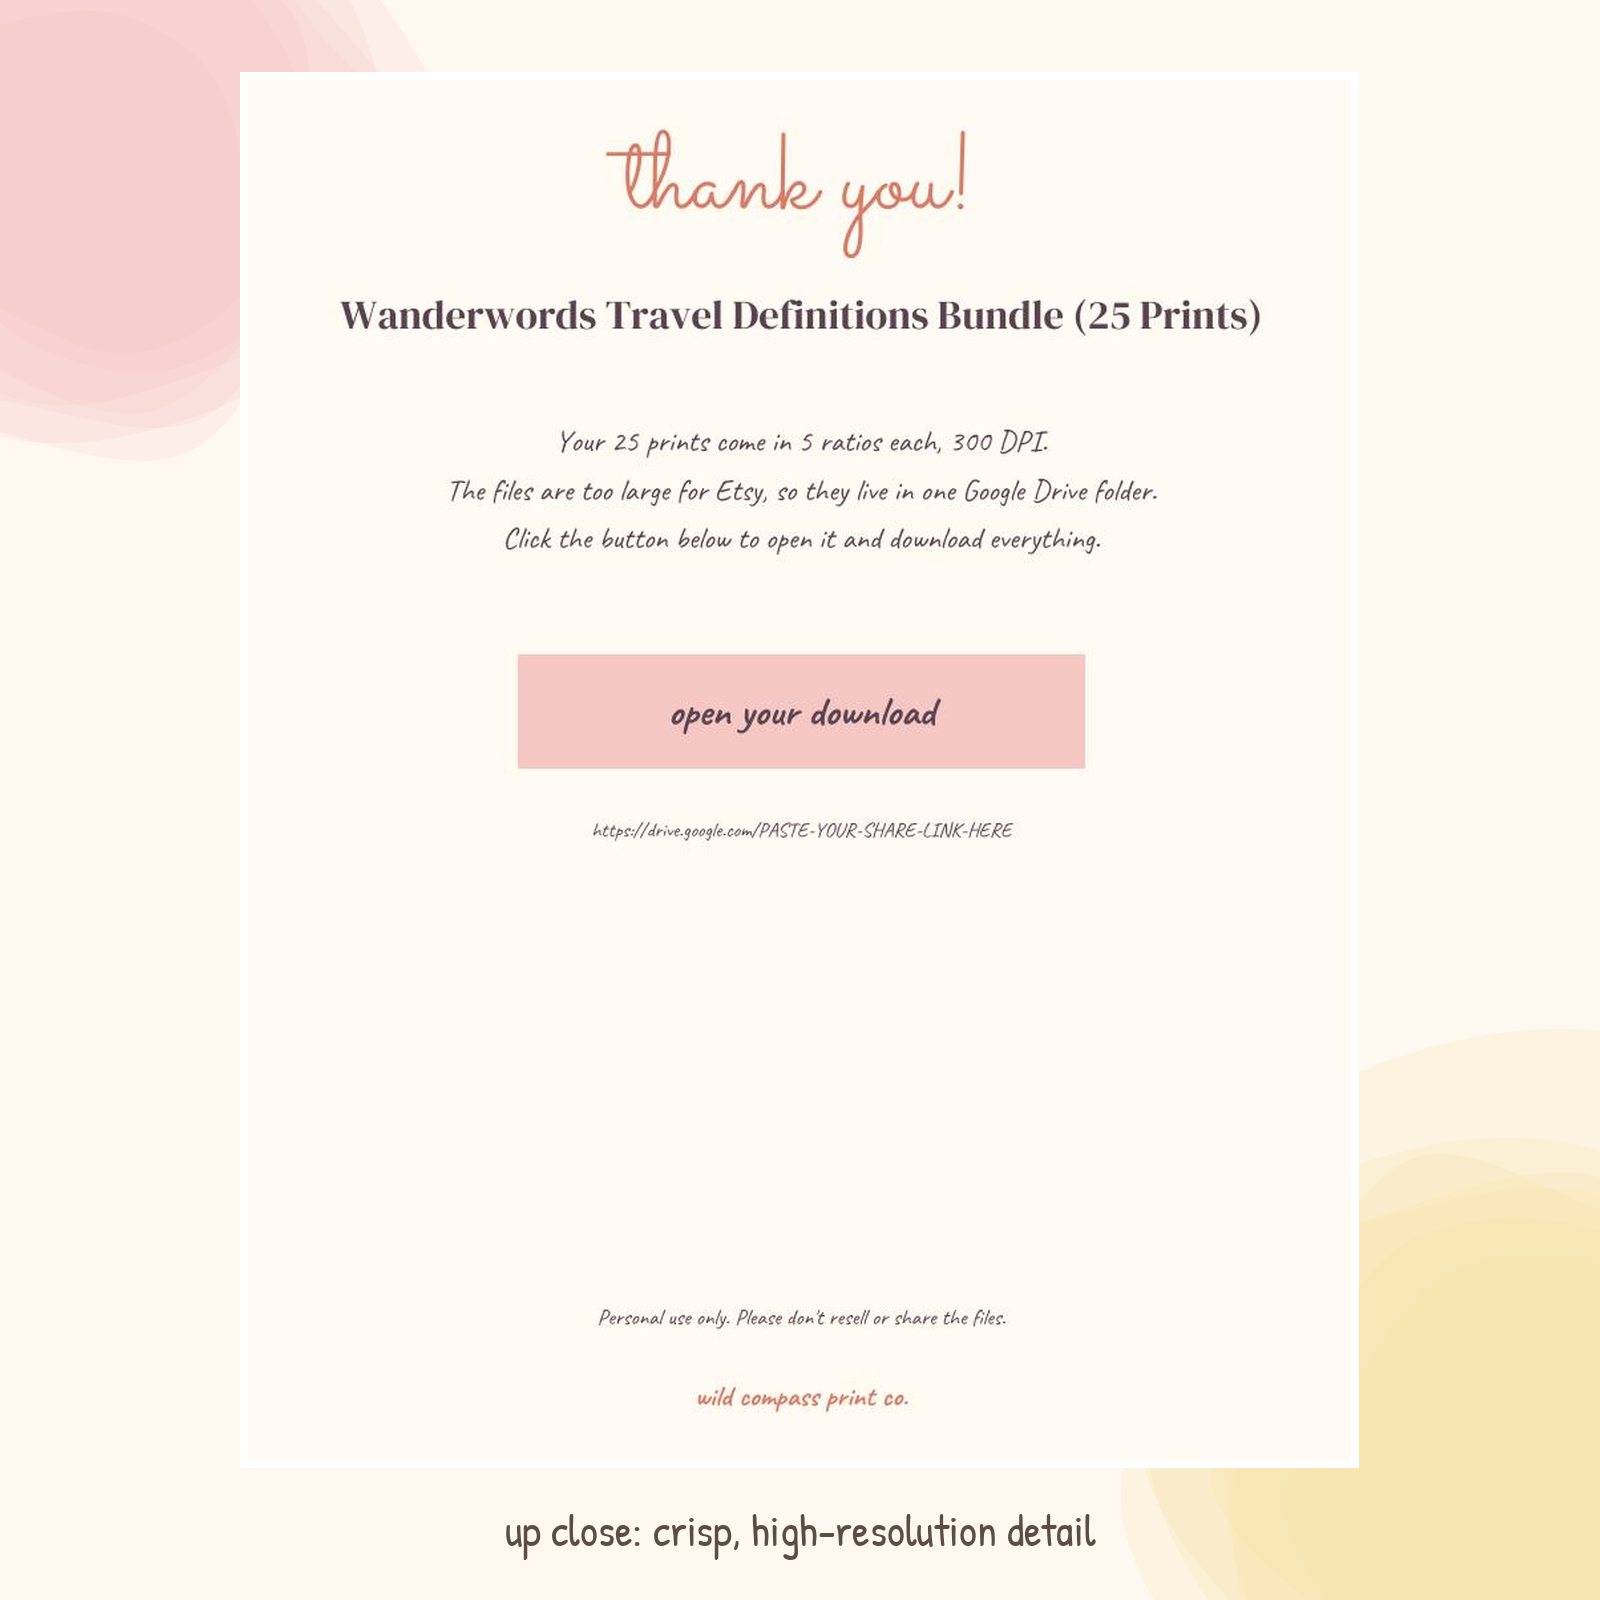 thank you!
Wanderwords Travel Definitions Bundle (25 Prints)
Your 25 prints come in 5 ratios each, 300 DPI.
The files are too large for Etsy, so they live in one Google Drive folder.
Click the button below to open it and download everything.
open your download
https://drive.google.com/PASTE-YOUR-SHARE-LINK-HERE
Personal use only. Please don't resell or share the files.
wild compass print co.
up close: crisp, high-resolution detail